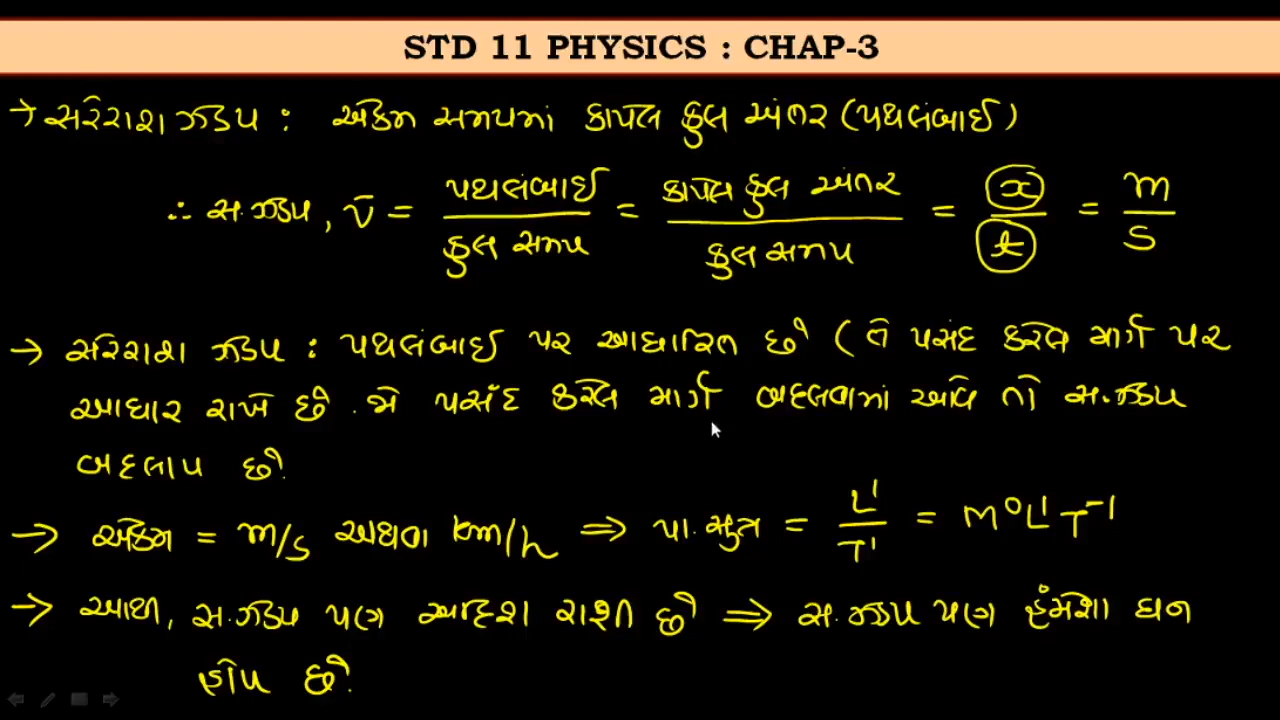 STD 11 PHYSICS : CHAP-3
→ સરેરાશ ઝડપ : એકમ સમયમાં કાપેલ કુલ અંતર (પથલંબાઈ)
∴ સ.ઝડપ, v̄ = પથલંબાઈ / કુલ સમય = કાપેલ કુલ અંતર / કુલ સમય = x / t = m / s
→ સરેરાશ ઝડપ : પથલંબાઈ પર આધારિત છે (તે પસંદ કરેલ માર્ગ પર
આધાર રાખે છે. જો પસંદ કરેલ માર્ગ બદલવામાં આવે તો સ.ઝડપ
બદલાય છે.
→ એકમ = m/s અથવા km/h ⇒ પા.સુત્ર = L¹ / T¹ = M⁰L¹T⁻¹
→ આથી, સ.ઝડપ પણ અદિશ રાશી છે ⇒ સ.ઝડપ પણ હંમેશા ધન
હોય છે.